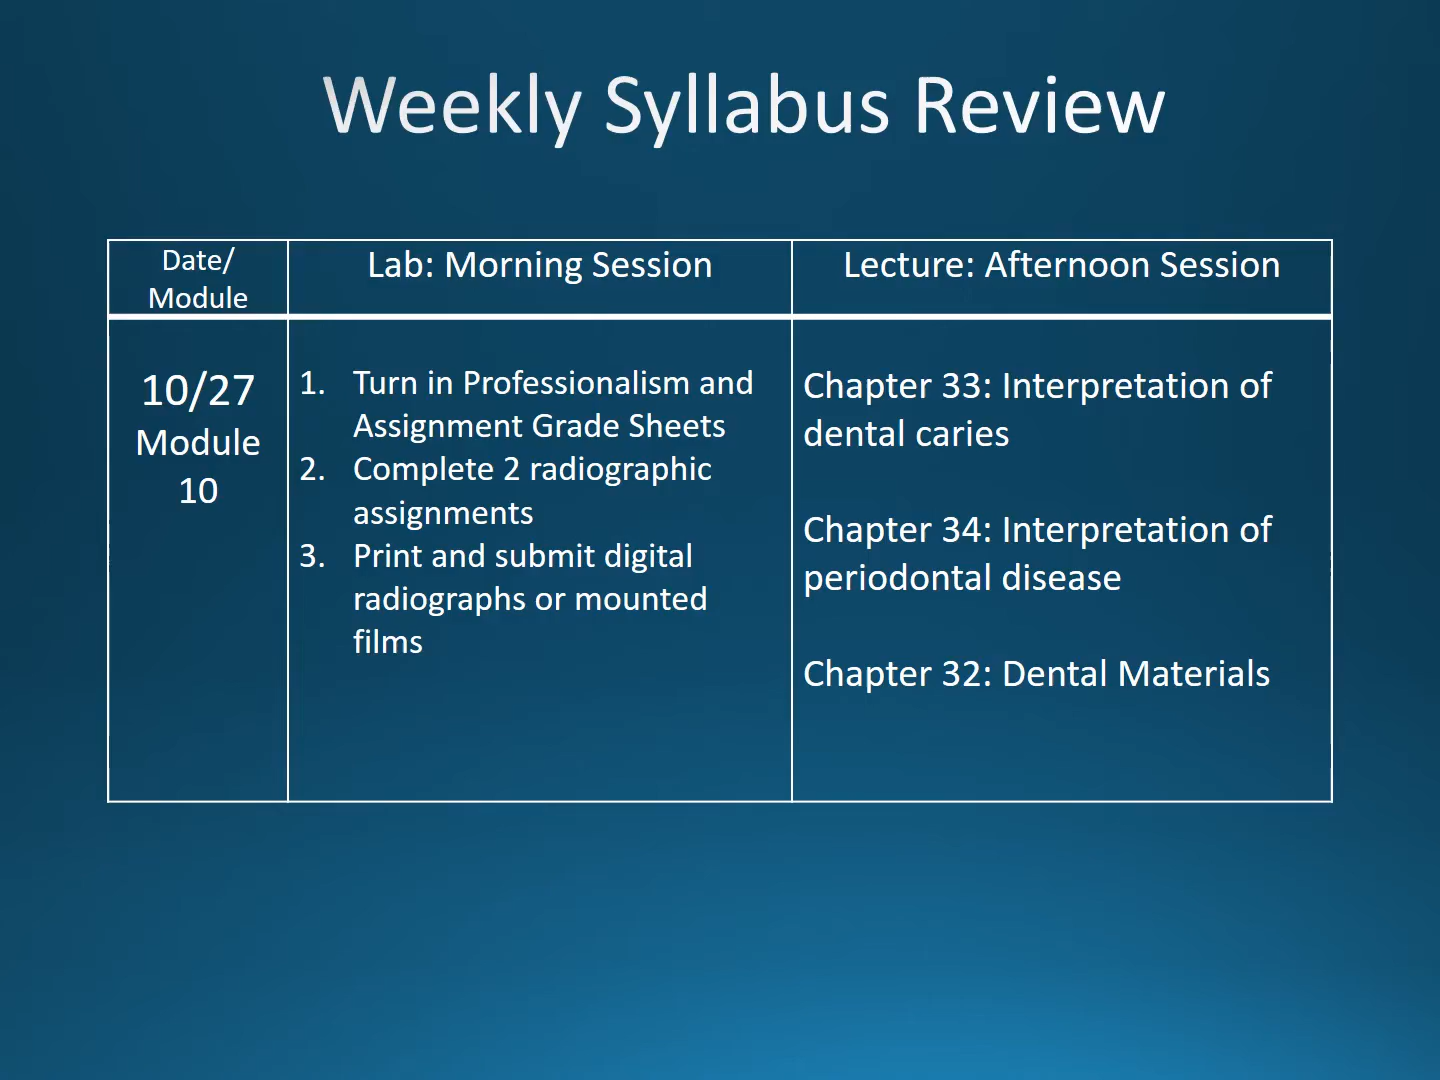 Weekly Syllabus Review
Date/
Module
Lab: Morning Session
Lecture: Afternoon Session
10/27
Module
10
1. Turn in Professionalism and
Assignment Grade Sheets
2. Complete 2 radiographic
assignments
3. Print and submit digital
radiographs or mounted
films
Chapter 33: Interpretation of
dental caries
Chapter 34: Interpretation of
periodontal disease
Chapter 32: Dental Materials